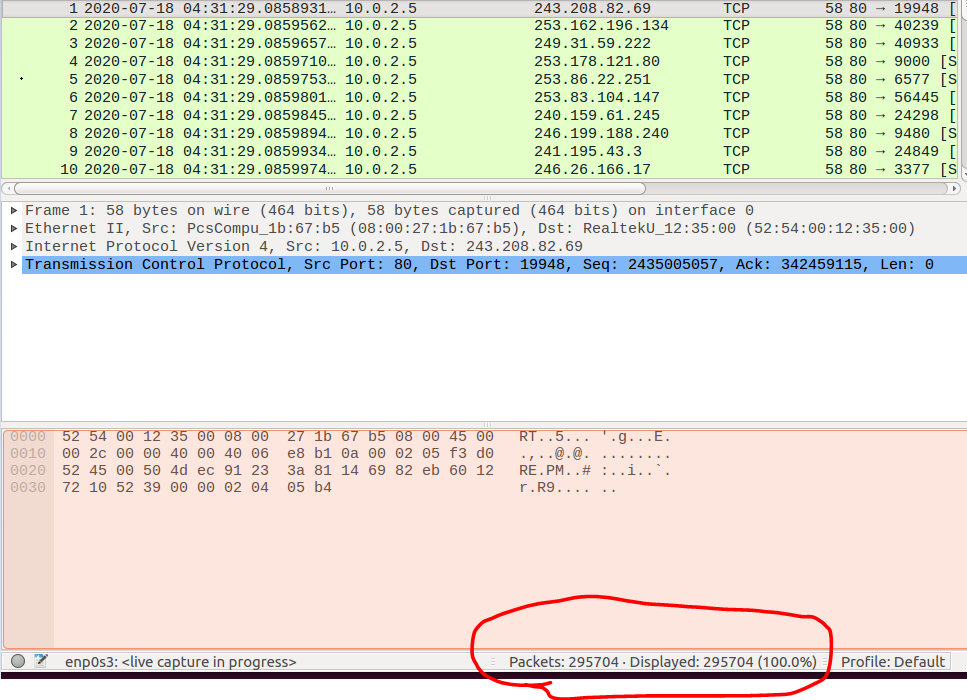 1 2020-07-18 04:31:29.0858931… 10.0.2.5 243.208.82.69 TCP 58 80 → 19948 [
2 2020-07-18 04:31:29.0859562… 10.0.2.5 253.162.196.134 TCP 58 80 → 40239 [
3 2020-07-18 04:31:29.0859657… 10.0.2.5 249.31.59.222 TCP 58 80 → 40933 [
4 2020-07-18 04:31:29.0859710… 10.0.2.5 253.178.121.80 TCP 58 80 → 9000 [S
5 2020-07-18 04:31:29.0859753… 10.0.2.5 253.86.22.251 TCP 58 80 → 6577 [S
6 2020-07-18 04:31:29.0859801… 10.0.2.5 253.83.104.147 TCP 58 80 → 56445 [
7 2020-07-18 04:31:29.0859845… 10.0.2.5 240.159.61.245 TCP 58 80 → 24298 [
8 2020-07-18 04:31:29.0859894… 10.0.2.5 246.199.188.240 TCP 58 80 → 9480 [S
9 2020-07-18 04:31:29.0859934… 10.0.2.5 241.195.43.3 TCP 58 80 → 24849 [
10 2020-07-18 04:31:29.0859974… 10.0.2.5 246.26.166.17 TCP 58 80 → 3377 [S
Frame 1: 58 bytes on wire (464 bits), 58 bytes captured (464 bits) on interface 0
Ethernet II, Src: PcsCompu_1b:67:b5 (08:00:27:1b:67:b5), Dst: RealtekU_12:35:00 (52:54:00:12:35:00)
Internet Protocol Version 4, Src: 10.0.2.5, Dst: 243.208.82.69
Transmission Control Protocol, Src Port: 80, Dst Port: 19948, Seq: 2435005057, Ack: 342459115, Len: 0
0000 52 54 00 12 35 00 08 00 27 1b 67 b5 08 00 45 00 RT..5... '.g...E.
0010 00 2c 00 00 40 00 40 06 e8 b1 0a 00 02 05 f3 d0 .,..@.@. ........
0020 52 45 00 50 4d ec 91 23 3a 81 14 69 82 eb 60 12 RE.PM..# :..i..`.
0030 72 10 52 39 00 00 02 04 05 b4 r.R9.... ..
enp0s3: <live capture in progress> Packets: 295704 · Displayed: 295704 (100.0%) Profile: Default